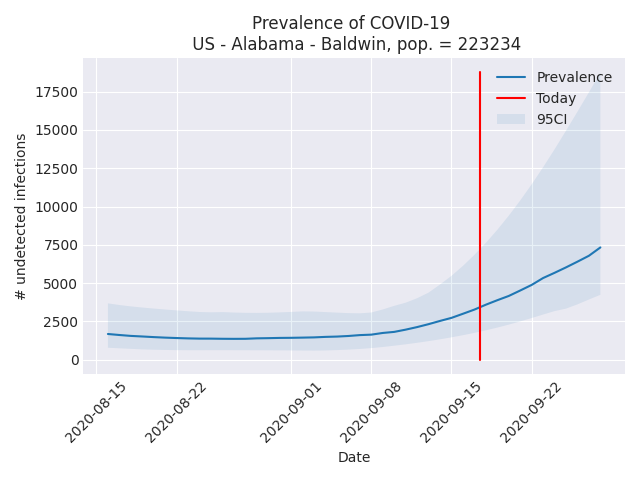 Prevalence of COVID-19
US - Alabama - Baldwin, pop. = 223234
Prevalence
Today
95CI
17500
15000
12500
10000
7500
5000
2500
0
# undetected infections
2020-08-15
2020-08-22
2020-09-01
2020-09-08
2020-09-15
2020-09-22
Date